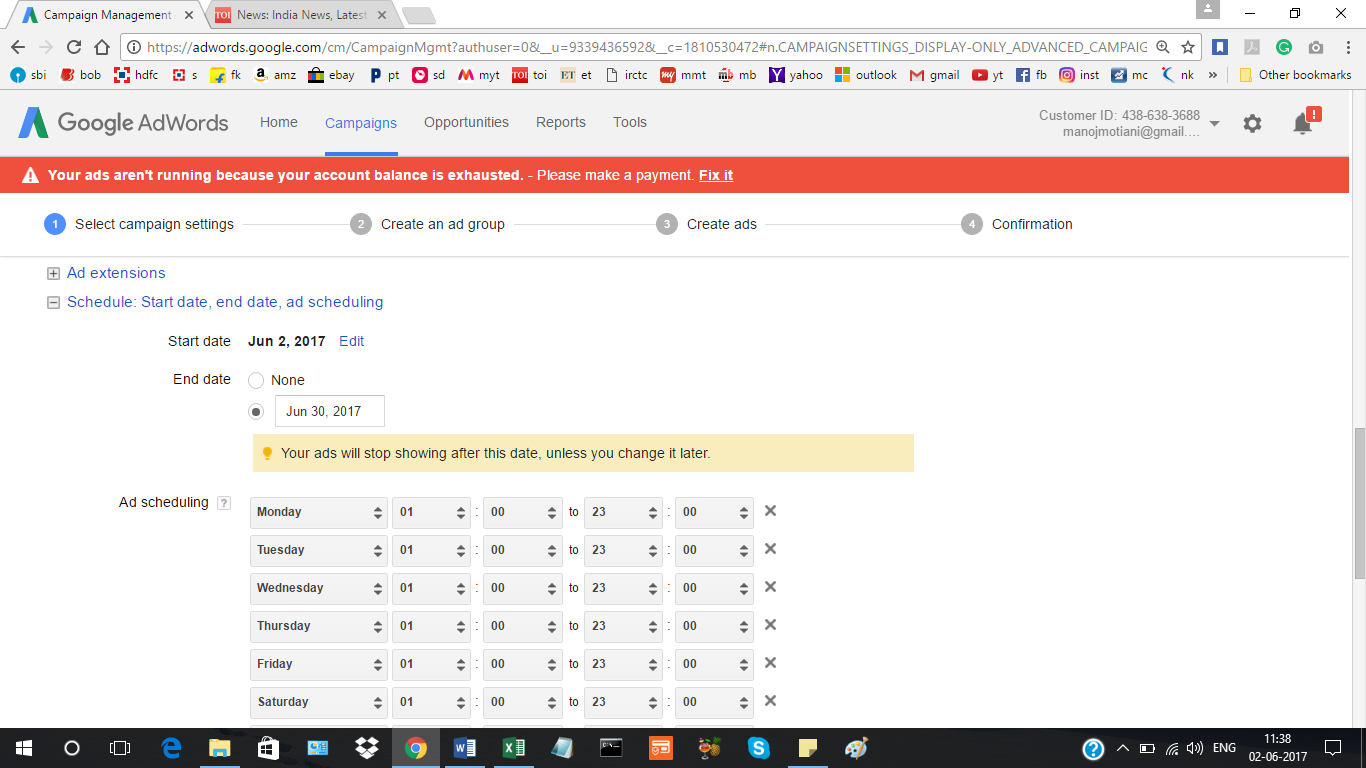 Campaign Management
News: India News, Latest
https://adwords.google.com/cm/CampaignMgmt?authuser=0&__u=9339436592&__c=1810530472#n.CAMPAIGNSETTINGS_DISPLAY-ONLY_ADVANCED_CAMPAIG
sbi bob hdfc s fk amz ebay pt sd myt toi et irctc mmt mb yahoo outlook gmail yt fb inst mc nk » Other bookmarks
Google AdWords Home Campaigns Opportunities Reports Tools
Customer ID: 438-638-3688
manojmotiani@gmail....
Your ads aren't running because your account balance is exhausted. - Please make a payment. Fix it
1 Select campaign settings 2 Create an ad group 3 Create ads 4 Confirmation
Ad extensions
Schedule: Start date, end date, ad scheduling
Start date Jun 2, 2017 Edit
End date None
Jun 30, 2017
Your ads will stop showing after this date, unless you change it later.
Ad scheduling ?
Monday 01 : 00 to 23 : 00
Tuesday 01 : 00 to 23 : 00
Wednesday 01 : 00 to 23 : 00
Thursday 01 : 00 to 23 : 00
Friday 01 : 00 to 23 : 00
Saturday 01 : 00 to 23 : 00
ENG
11:38
02-06-2017